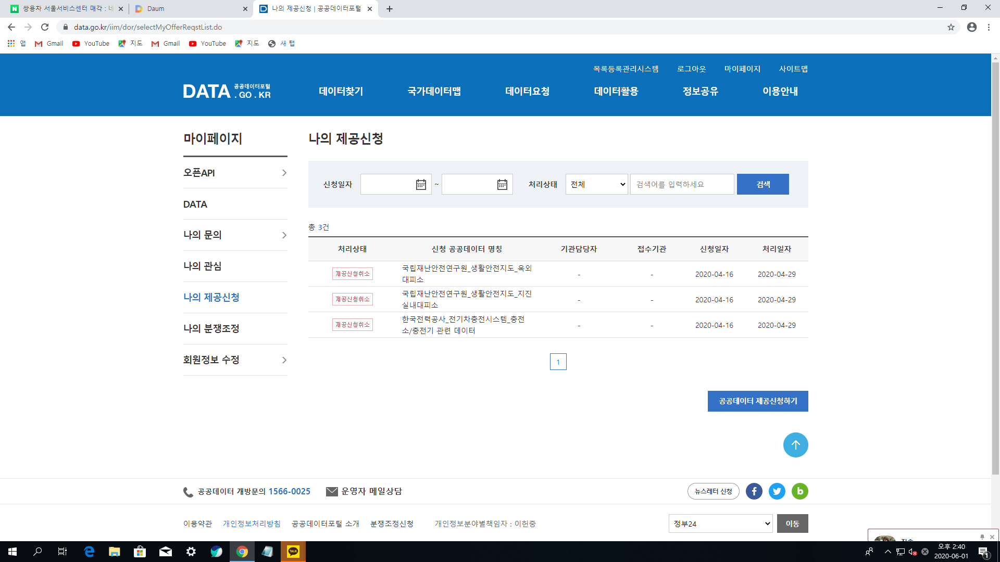 쌍용차 서울서비스센터 매각 : 네
Daum
나의 제공신청 | 공공데이터포털
data.go.kr/iim/dor/selectMyOfferReqstList.do
앱
Gmail
YouTube
지도
Gmail
YouTube
지도
새 탭
목록등록관리시스템
로그아웃
마이페이지
사이트맵
DATA 공공데이터포털 . GO . KR
데이터찾기
국가데이터맵
데이터요청
데이터활용
정보공유
이용안내
마이페이지
오픈API
DATA
나의 문의
나의 관심
나의 제공신청
나의 분쟁조정
회원정보 수정
나의 제공신청
신청일자 ~ 처리상태 전체 검색어를 입력하세요 검색
총 3건
처리상태 신청 공공데이터 명칭 기관담당자 접수기관 신청일자 처리일자
제공신청취소 국립재난안전연구원_생활안전지도_옥외
대피소 - - 2020-04-16 2020-04-29
제공신청취소 국립재난안전연구원_생활안전지도_지진
실내대피소 - - 2020-04-16 2020-04-29
제공신청취소 한국전력공사_전기차충전시스템_충전
소/충전기 관련 데이터 - - 2020-04-16 2020-04-29
1
공공데이터 제공신청하기
공공데이터 개방문의 1566-0025 운영자 메일상담
뉴스레터 신청
f
b
이용약관 개인정보처리방침 공공데이터포털 소개 분쟁조정신청 개인정보분야별책임자 : 이헌중
정부24 이동
TALK
오후 2:40
2020-06-01
1